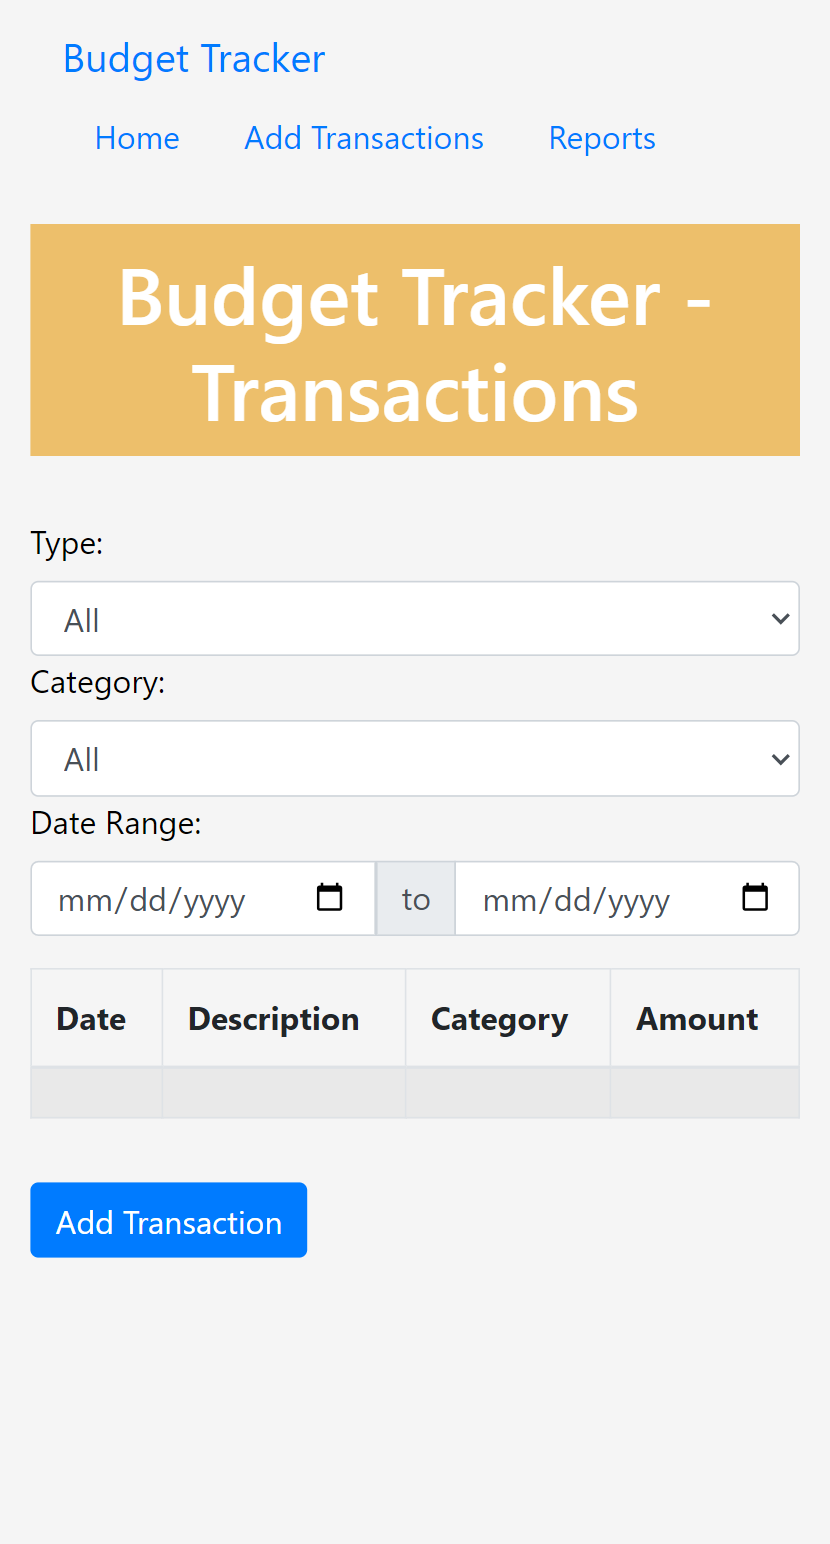 Budget Tracker
Home Add Transactions Reports
Budget Tracker -
Transactions
Type:
All
Category:
All
Date Range:
mm/dd/yyyy to mm/dd/yyyy
Date Description Category Amount
Add Transaction